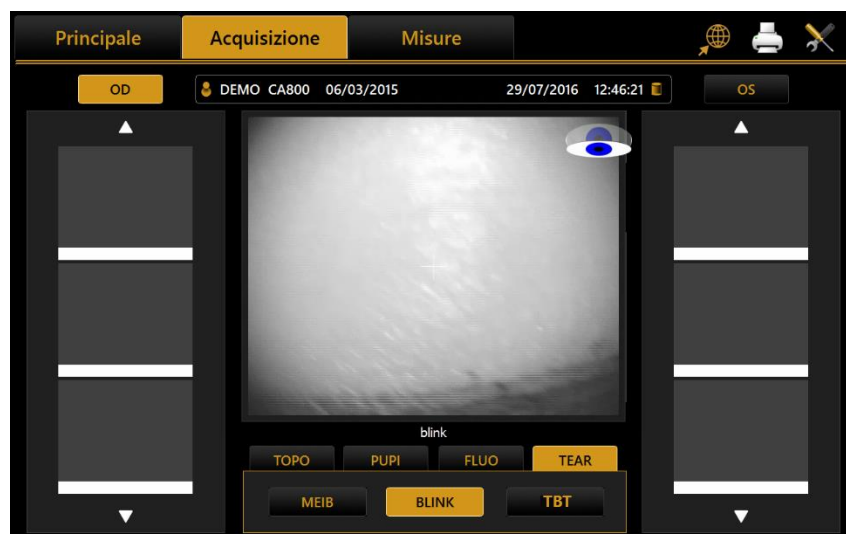 Principale Acquisizione Misure
OD DEMO CA800 06/03/2015 29/07/2016 12:46:21 OS
blink
TOPO PUPI FLUO TEAR
MEIB BLINK TBT